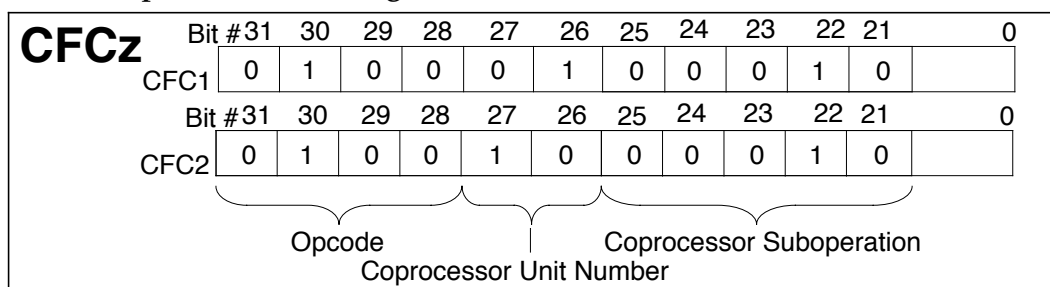 CFCz
Bit #31 30 29 28 27 26 25 24 23 22 21 0
CFC1 0 1 0 0 0 1 0 0 0 1 0
Bit #31 30 29 28 27 26 25 24 23 22 21 0
CFC2 0 1 0 0 1 0 0 0 0 1 0
Opcode Coprocessor Suboperation
Coprocessor Unit Number